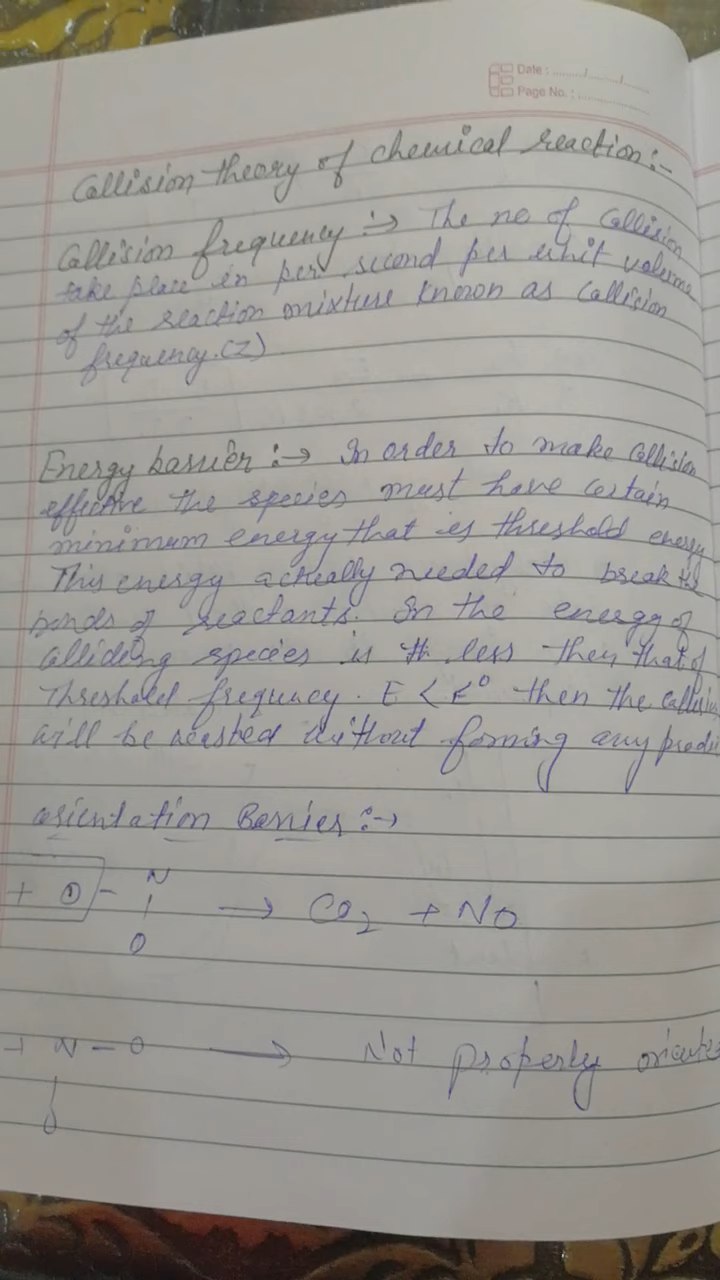 Date : ......../......../........
Page No. : ................
Collision theory of chemical reaction :-
Collision frequency :→ The no of Collision
take place in per second per unit volume
of the reaction mixture known as Collision
frequency.(Z)
Energy barrier :→ In order to make Collision
effective the species must have certain
minimum energy that is threshold energy
This energy actually needed to break the
bonds of reactants. In the energy of
Colliding species is less then that of
Threshold frequency. E < E° then the Collision
will be wasted without forming any produ
orientation Barrier :→
+ O - N → CO2 + NO
O
+ N - O → Not properly oriented
O